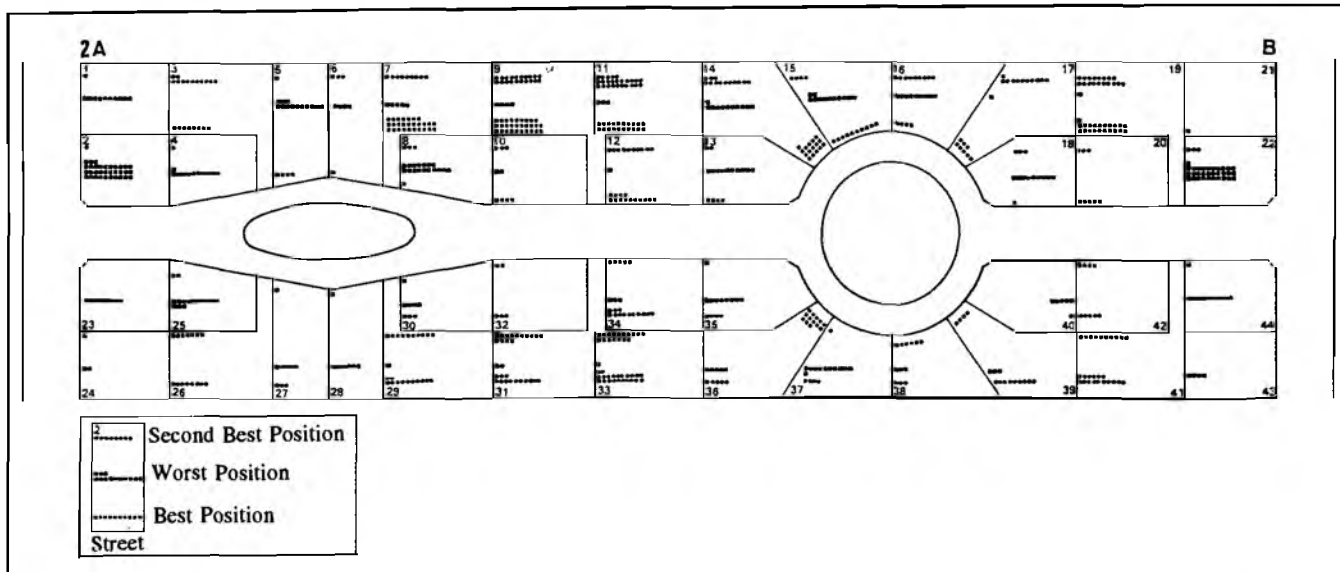 2A B
1 3 5 6 7 9 11 14 15 16 17 19 21
2 4 8 10 12 13 18 20 22
23 25 30 32 34 35 40 42 44
24 26 27 28 29 31 33 36 37 38 39 41 43
2
Second Best Position
Worst Position
Best Position
Street